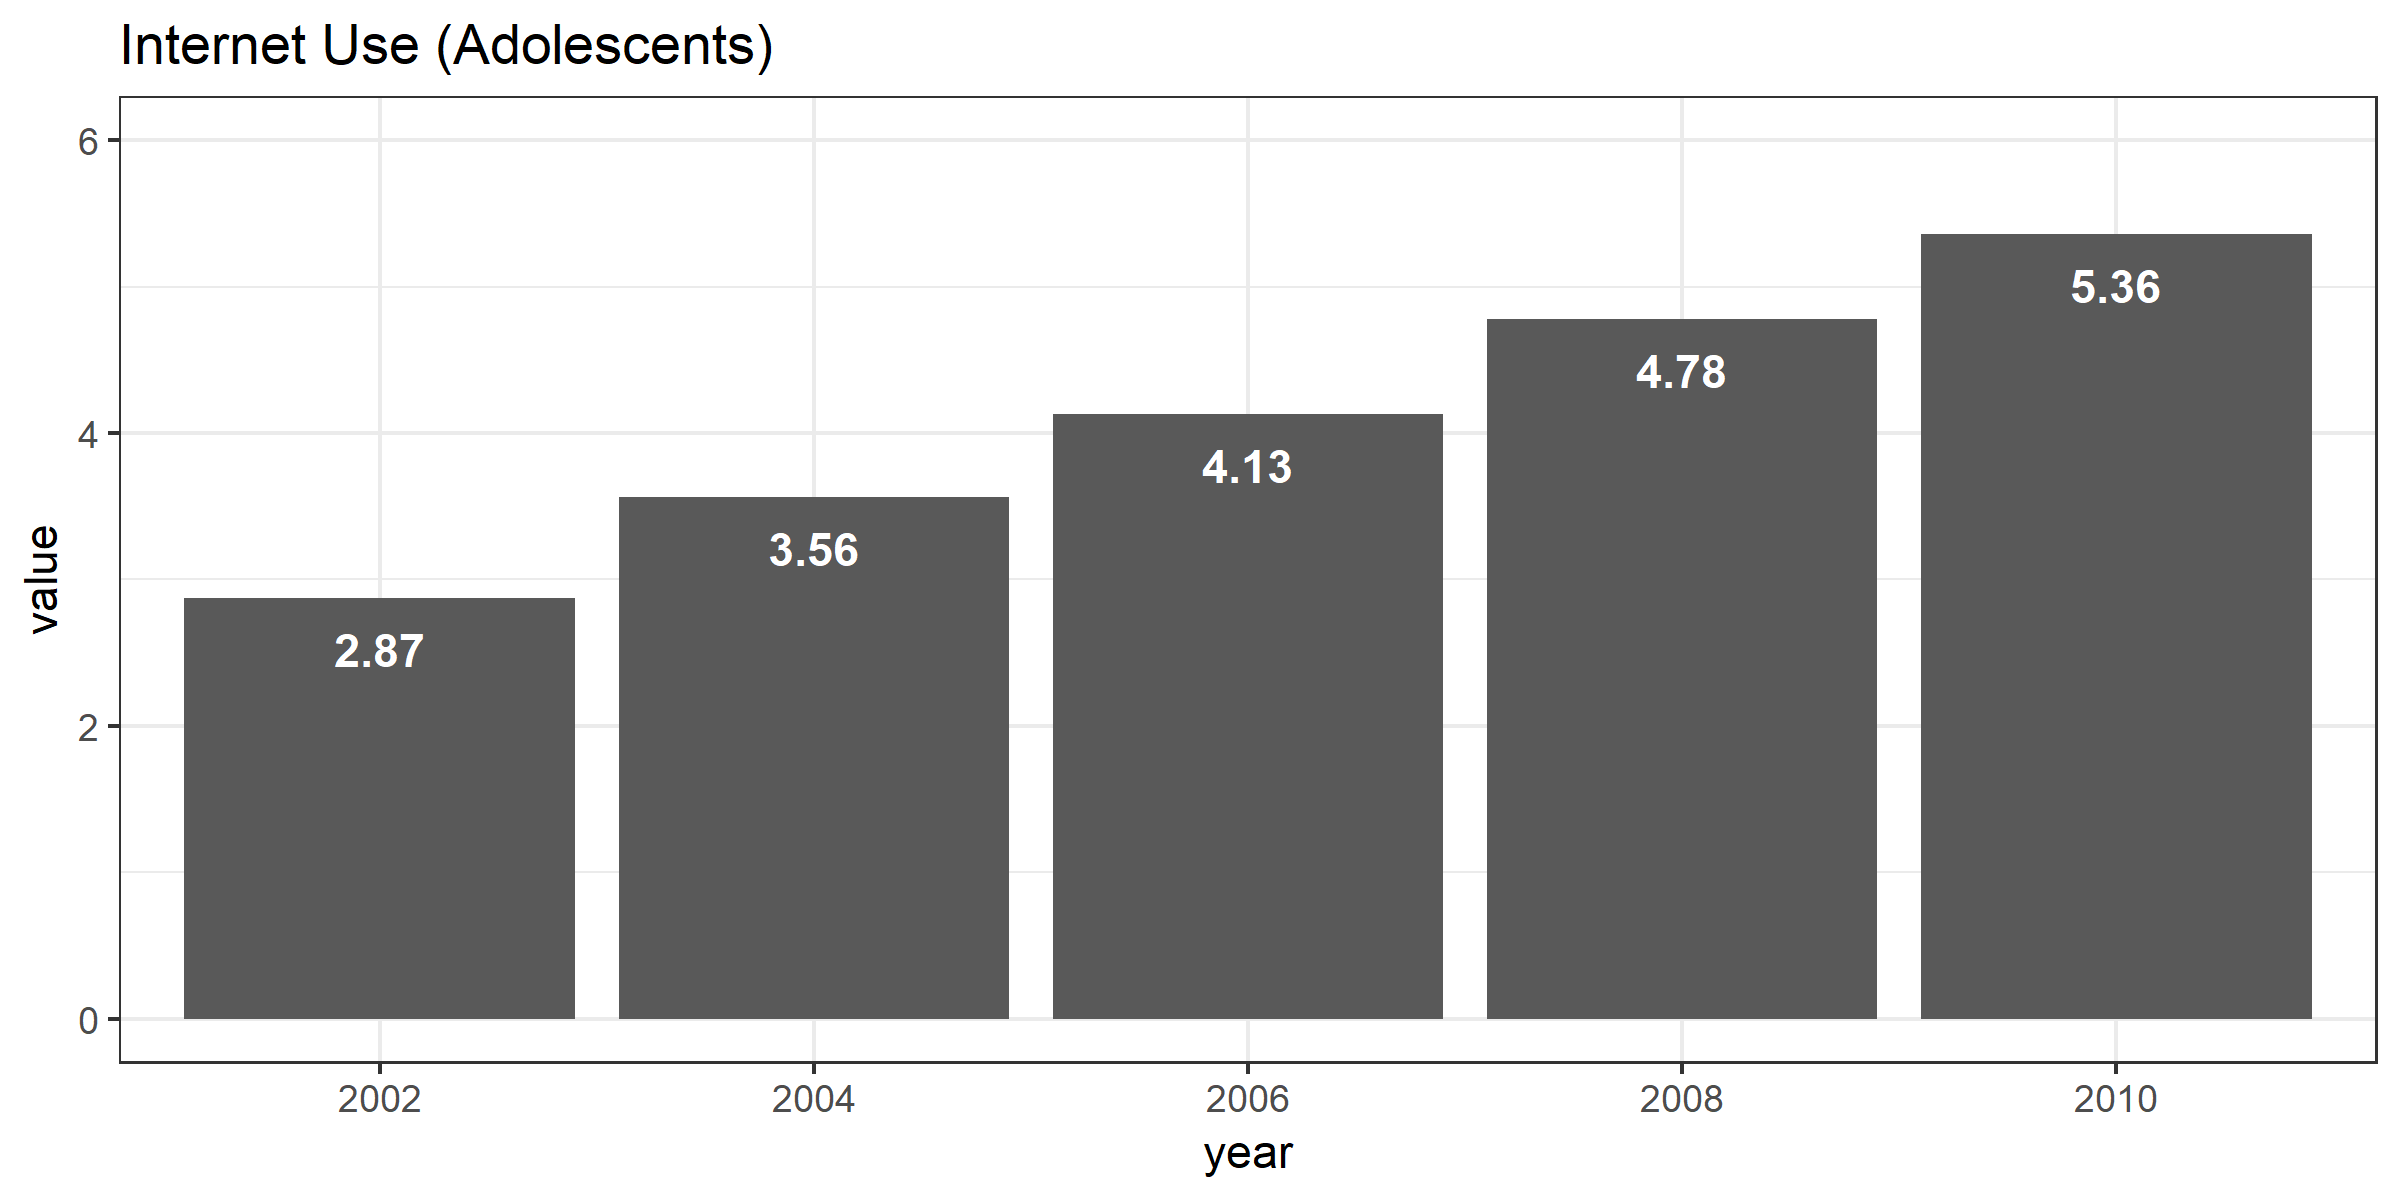 Internet Use (Adolescents)
6
4
2
0
value
2.87
3.56
4.13
4.78
5.36
2002 2004 2006 2008 2010
year